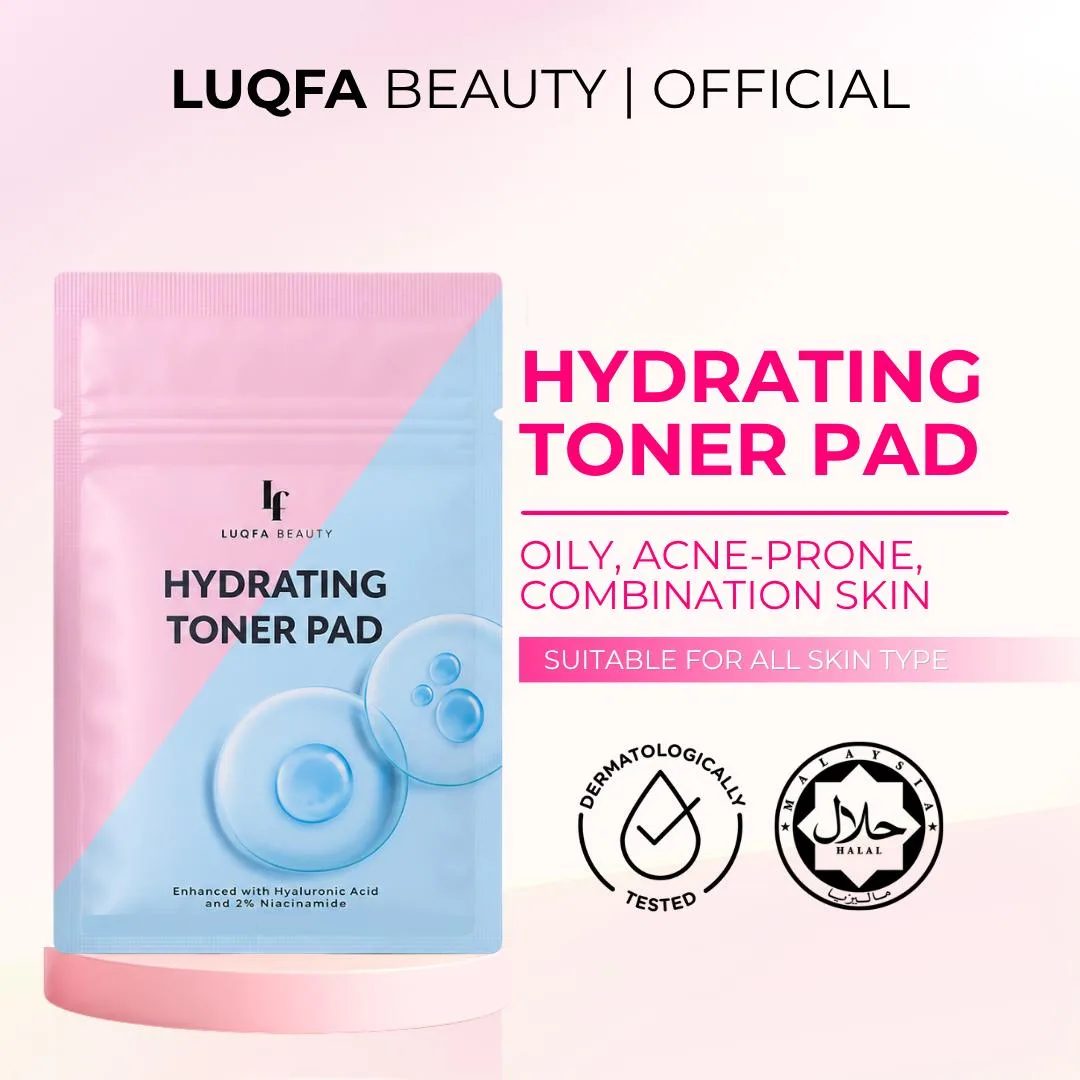 LUQFA BEAUTY | OFFICIAL
lf
LUQFA BEAUTY
HYDRATING
TONER PAD
Enhanced with Hyaluronic Acid
and 2% Niacinamide
HYDRATING
TONER PAD
OILY, ACNE-PRONE,
COMBINATION SKIN
SUITABLE FOR ALL SKIN TYPE
DERMATOLOGICALLY
TESTED
MALAYSIA
حلال
HALAL
ماليزيا